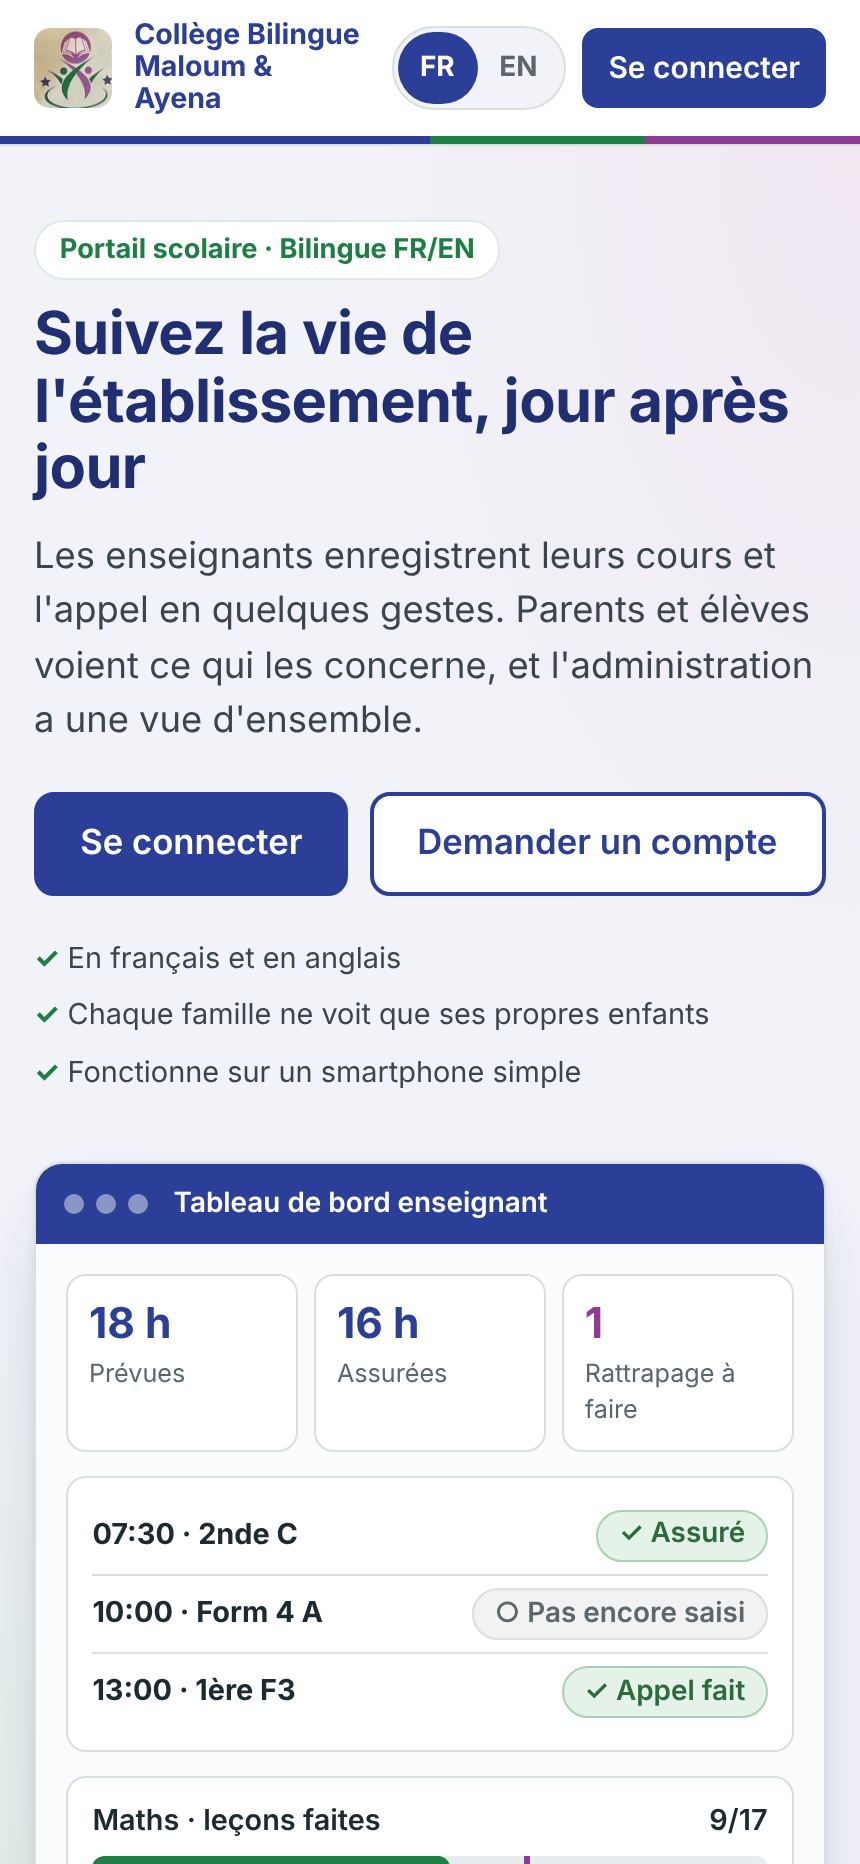 Collège Bilingue
Maloum &
Ayena
FR
EN
Se connecter
Portail scolaire · Bilingue FR/EN
Suivez la vie de
l'établissement, jour après
jour
Les enseignants enregistrent leurs cours et
l'appel en quelques gestes. Parents et élèves
voient ce qui les concerne, et l'administration
a une vue d'ensemble.
Se connecter
Demander un compte
✓ En français et en anglais
✓ Chaque famille ne voit que ses propres enfants
✓ Fonctionne sur un smartphone simple
Tableau de bord enseignant
18 h
Prévues
16 h
Assurées
1
Rattrapage à
faire
07:30 · 2nde C
✓ Assuré
10:00 · Form 4 A
○ Pas encore saisi
13:00 · 1ère F3
✓ Appel fait
Maths · leçons faites
9/17